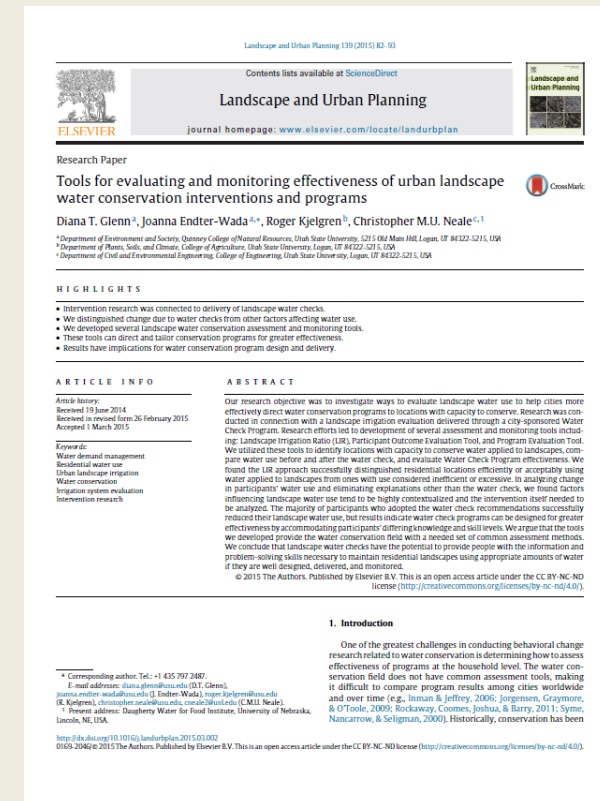 Landscape and Urban Planning 139 (2015) 82–93
Contents lists available at ScienceDirect
Landscape and Urban Planning
journal homepage: www.elsevier.com/locate/landurbplan
ELSEVIER
Landscape and
Urban Planning
Research Paper
Tools for evaluating and monitoring effectiveness of urban landscape
water conservation interventions and programs
CrossMark
Diana T. Glenn a, Joanna Endter-Wada a,*, Roger Kjelgren b, Christopher M.U. Neale c,1
a Department of Environment and Society, Quinney College of Natural Resources, Utah State University, 5215 Old Main Hill, Logan, UT 84322-5215, USA
b Department of Plants, Soils, and Climate, College of Agriculture, Utah State University, Logan, UT 84322-5215, USA
c Department of Civil and Environmental Engineering, College of Engineering, Utah State University, Logan, UT 84322-5215, USA
HIGHLIGHTS
• Intervention research was connected to delivery of landscape water checks.
• We distinguished change due to water checks from other factors affecting water use.
• We developed several landscape water conservation assessment and monitoring tools.
• These tools can direct and tailor conservation programs for greater effectiveness.
• Results have implications for water conservation program design and delivery.
ARTICLE INFO
Article history:
Received 19 June 2014
Received in revised form 26 February 2015
Accepted 1 March 2015
Keywords:
Water demand management
Residential water use
Urban landscape irrigation
Water conservation
Irrigation system evaluation
Intervention research
ABSTRACT
Our research objective was to investigate ways to evaluate landscape water use to help cities more
effectively direct water conservation programs to locations with capacity to conserve. Research was con-
ducted in connection with a landscape irrigation evaluation delivered through a city-sponsored Water
Check Program. Research efforts led to development of several assessment and monitoring tools includ-
ing: Landscape Irrigation Ratio (LIR), Participant Outcome Evaluation Tool, and Program Evaluation Tool.
We utilized these tools to identify locations with capacity to conserve water applied to landscapes, com-
pare water use before and after the water check, and evaluate Water Check Program effectiveness. We
found the LIR approach successfully distinguished residential locations efficiently or acceptably using
water applied to landscapes from ones with use considered inefficient or excessive. In analyzing change
in participants' water use and eliminating explanations other than the water check, we found factors
influencing landscape water use tend to be highly contextualized and the intervention itself needed to
be analyzed. The majority of participants who adopted the check recommendations successfully
reduced their landscape water use, but results indicate water check programs can be designed for greater
effectiveness by accommodating participants' differing knowledge and skill levels. We argue that the tools
we developed provide the water conservation field with a needed set of common assessment methods.
We conclude that landscape water checks have the potential to provide people with the information and
problem-solving skills necessary to maintain residential landscapes using appropriate amounts of water
if they are well designed, delivered, and monitored.
© 2015 The Authors. Published by Elsevier B.V. This is an open access article under the CC BY-NC-ND
license (http://creativecommons.org/licenses/by-nc-nd/4.0/).
1. Introduction
One of the greatest challenges in conducting behavioral change
research related to water conservation is determining how to assess
effectiveness of programs at the household level. The water con-
servation field does not have common assessment tools, making
it difficult to compare program results among cities worldwide
and over time (e.g., Inman & Jeffrey, 2006; Jorgensen, Graymore,
& O'Toole, 2009; Rockaway, Coomes, Joshua, & Barry, 2011; Syme,
Nancarrow, & Seligman, 2000). Historically, conservation has been
* Corresponding author. Tel.: +1 435 797 2487.
E-mail addresses: diana.glenn@usu.edu (D.T. Glenn),
joanna.endter-wada@usu.edu (J. Endter-Wada), roger.kjelgren@usu.edu
(R. Kjelgren), christopher.neale@usu.edu, cneale2@unl.edu (C.M.U. Neale).
1 Present address: Daugherty Water for Food Institute, University of Nebraska,
Lincoln, NE, USA.
http://dx.doi.org/10.1016/j.landurbplan.2015.03.002
0169-2046/© 2015 The Authors. Published by Elsevier B.V. This is an open access article under the CC BY-NC-ND license (http://creativecommons.org/licenses/by-nc-nd/4.0/).